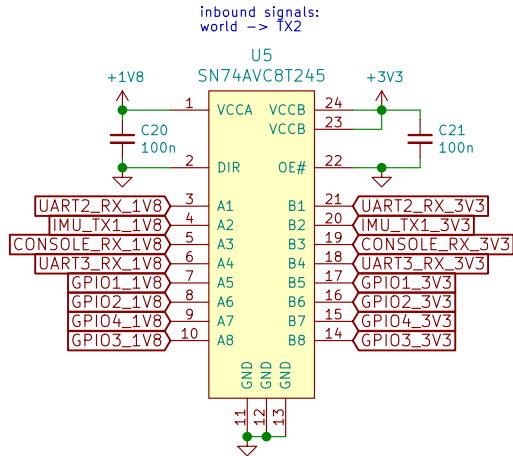 inbound signals:
world -> TX2
U5
SN74AVC8T245
+1V8
+3V3
1 VCCA VCCB 24
VCCB 23
C20
100n
C21
100n
2 DIR OE# 22
UART2_RX_1V8 3 A1 B1 21 UART2_RX_3V3
IMU_TX1_1V8 4 A2 B2 20 IMU_TX1_3V3
CONSOLE_RX_1V8 5 A3 B3 19 CONSOLE_RX_3V3
UART3_RX_1V8 6 A4 B4 18 UART3_RX_3V3
GPIO1_1V8 7 A5 B5 17 GPIO1_3V3
GPIO2_1V8 8 A6 B6 16 GPIO2_3V3
GPIO4_1V8 9 A7 B7 15 GPIO4_3V3
GPIO3_1V8 10 A8 B8 14 GPIO3_3V3
GND GND GND
11 12 13